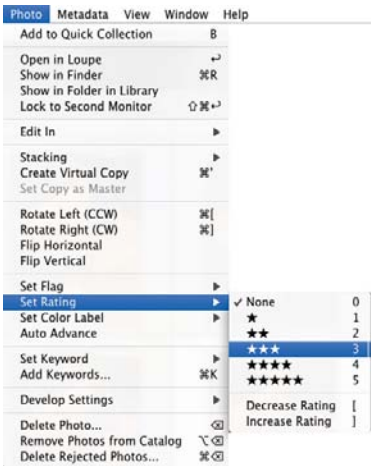 Photo Metadata View Window Help
Add to Quick Collection B
Open in Loupe ↩
Show in Finder ⌘R
Show in Folder in Library
Lock to Second Monitor ⇧⌘↩
Edit In ▶
Stacking ▶
Create Virtual Copy ⌘'
Set Copy as Master
Rotate Left (CCW) ⌘[
Rotate Right (CW) ⌘]
Flip Horizontal
Flip Vertical
Set Flag ▶
Set Rating ▶
Set Color Label ▶
Auto Advance
Set Keyword ▶
Add Keywords... ⌘K
Develop Settings ▶
Delete Photo... ⌫
Remove Photos from Catalog ⌥⌫
Delete Rejected Photos... ⌘⌫
✓ None 0
★ 1
★★ 2
★★★ 3
★★★★ 4
★★★★★ 5
Decrease Rating [
Increase Rating ]